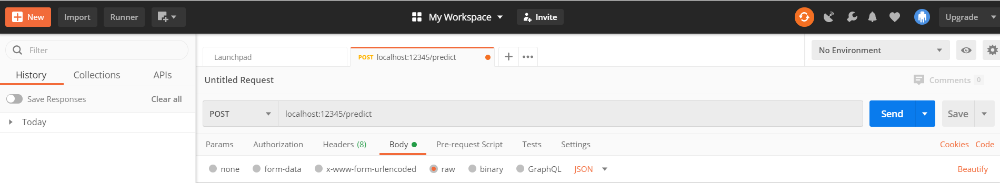 New Import Runner My Workspace Invite Upgrade
Filter
Launchpad POST localhost:12345/predict No Environment
History Collections APIs
Untitled Request Comments 0
Save Responses Clear all
POST localhost:12345/predict Send Save
Today
Params Authorization Headers (8) Body Pre-request Script Tests Settings Cookies Code
none form-data x-www-form-urlencoded raw binary GraphQL JSON Beautify